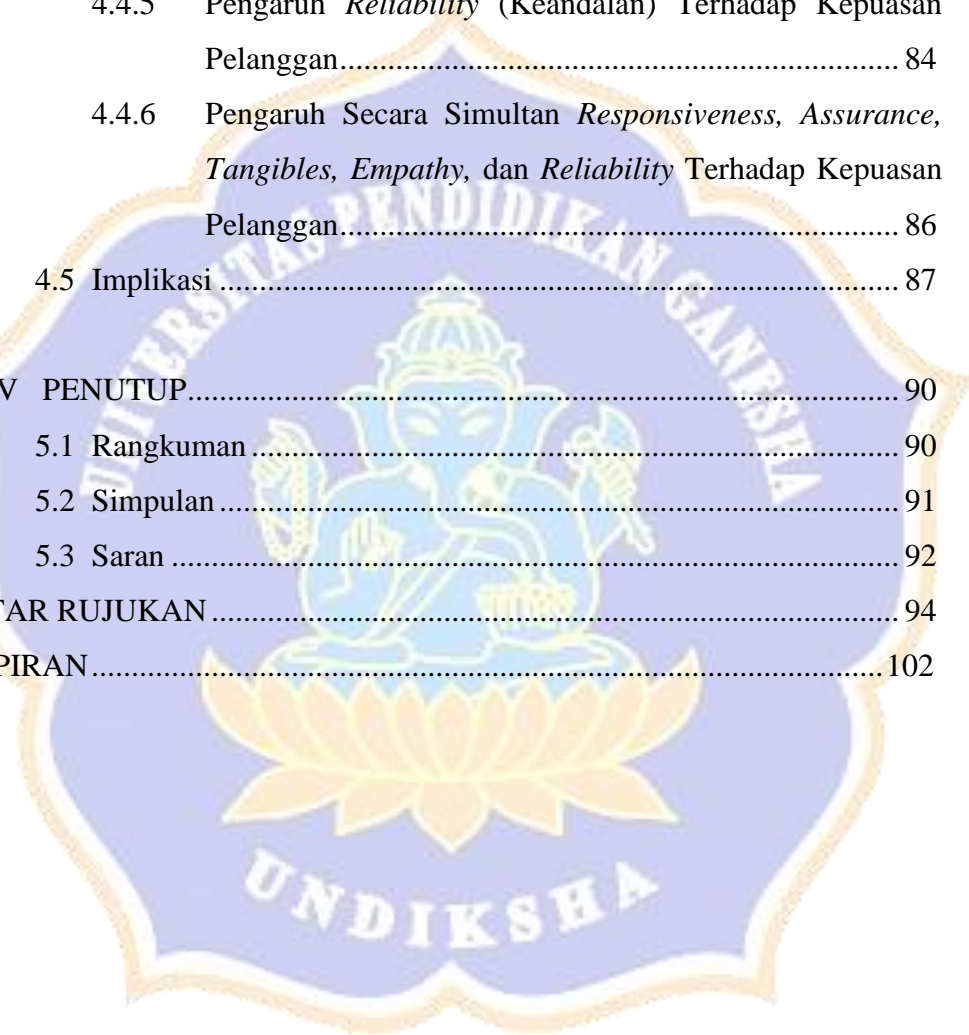 4.4.5 Pengaruh Reliability (Keandalan) Terhadap Kepuasan
Pelanggan.................................................................. 84
4.4.6 Pengaruh Secara Simultan Responsiveness, Assurance,
Tangibles, Empathy, dan Reliability Terhadap Kepuasan
Pelanggan.................................................................. 86
4.5 Implikasi ................................................................................ 87
V PENUTUP.................................................................................... 90
5.1 Rangkuman ............................................................................ 90
5.2 Simpulan ................................................................................ 91
5.3 Saran ...................................................................................... 92
TAR RUJUKAN ................................................................................. 94
PIRAN ............................................................................................. 102
UNIVERSITAS PENDIDIKAN GANESHA
UNDIKSHA